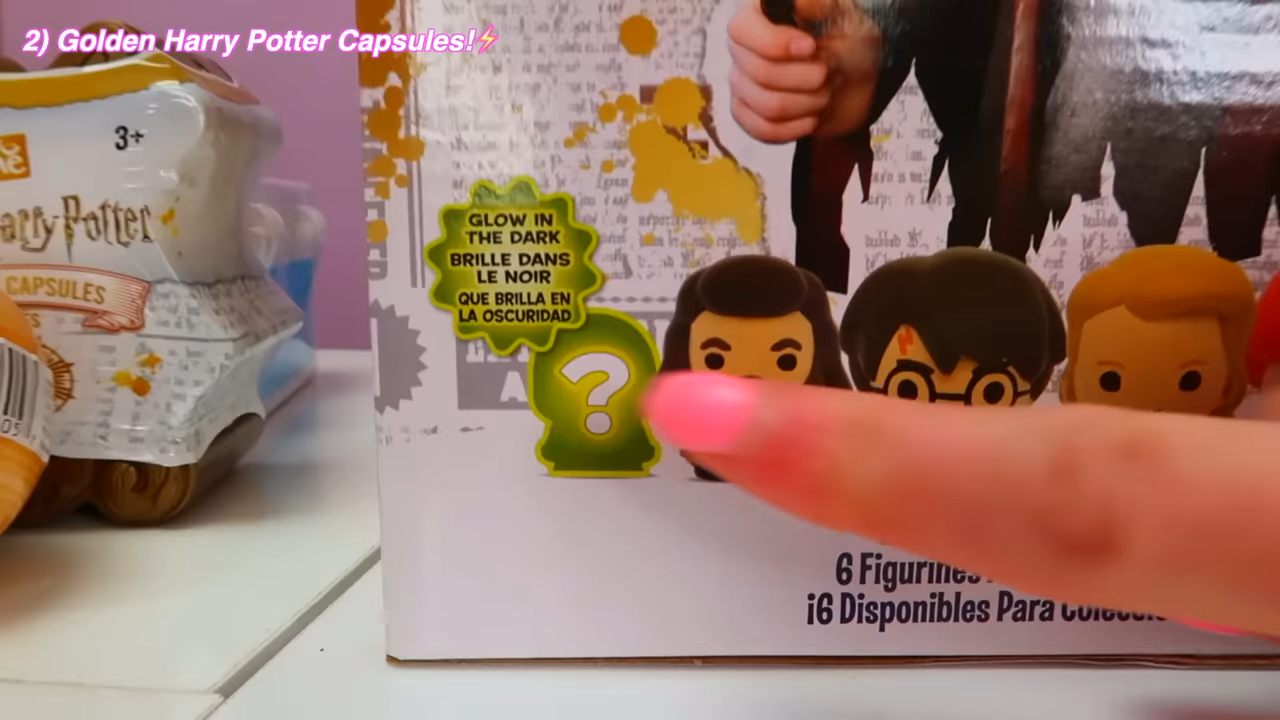 2) Golden Harry Potter Capsules!⚡
3+
Harry Potter
CAPSULES
GLOW IN
THE DARK
BRILLE DANS
LE NOIR
QUE BRILLA EN
LA OSCURIDAD
?
6 Figurines
¡6 Disponibles Para